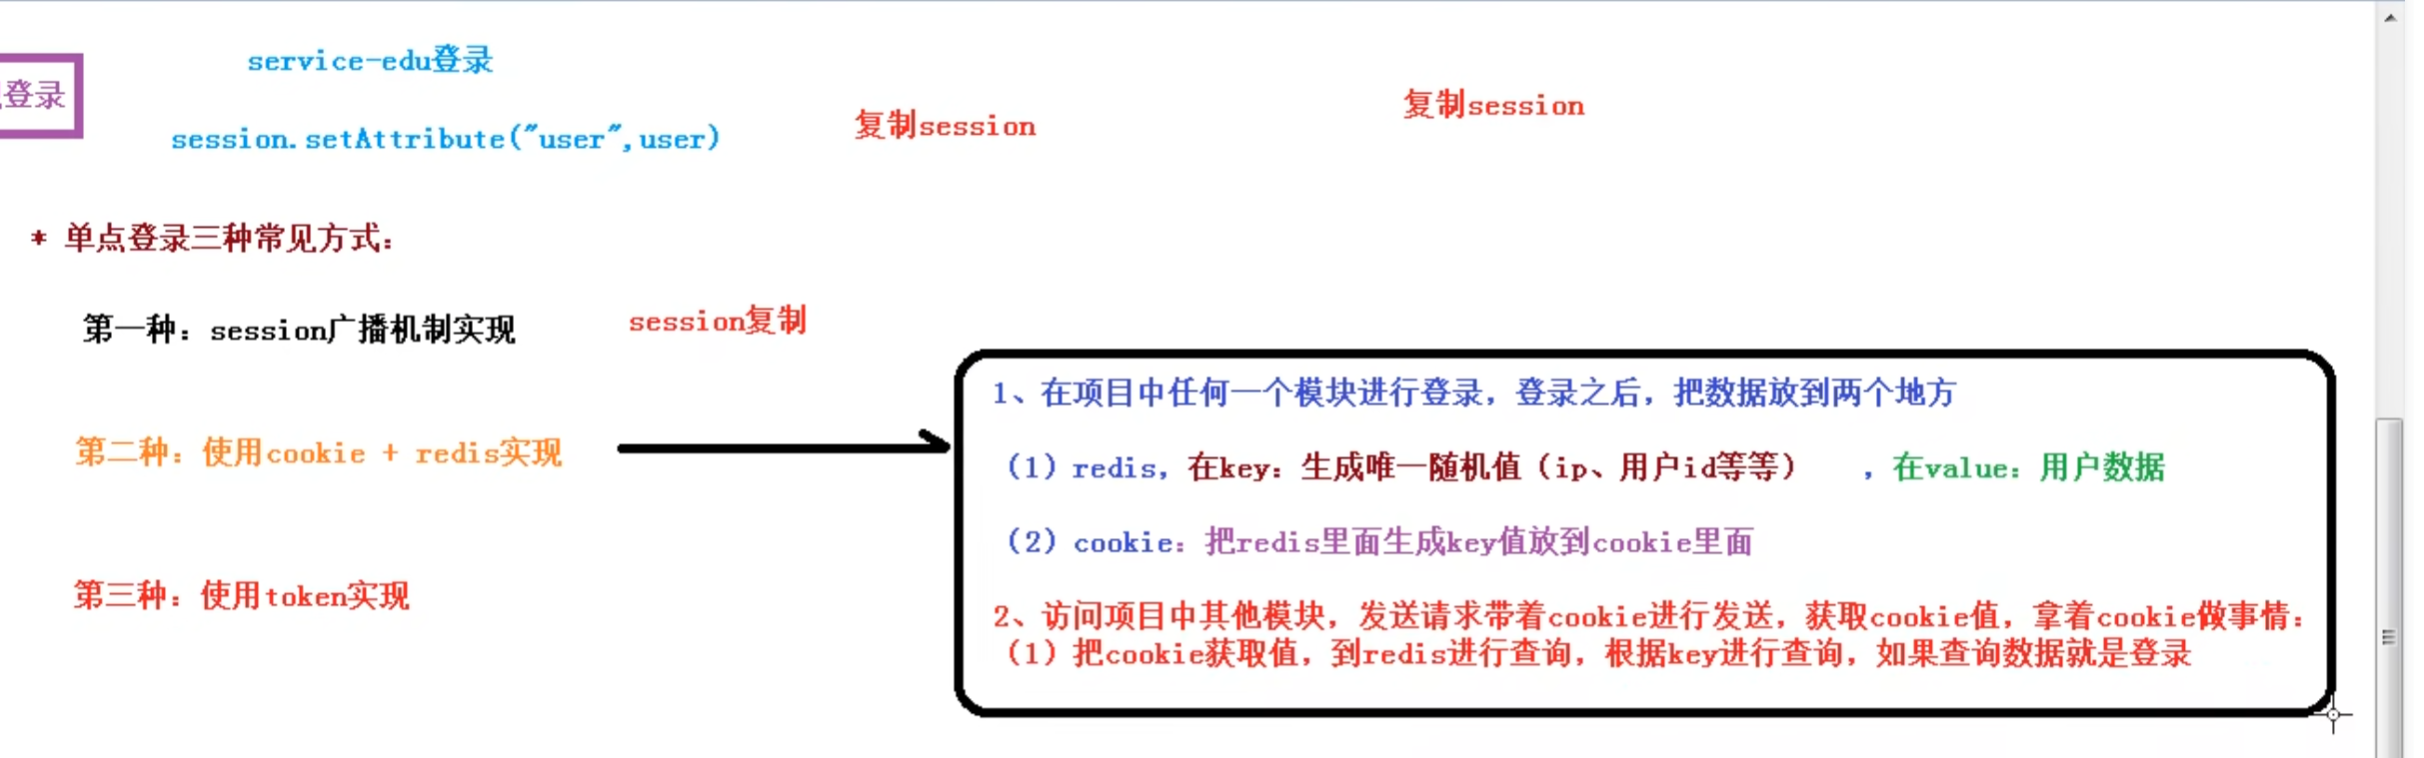 service-edu登录
登录
复制session
复制session
session.setAttribute("user",user)
* 单点登录三种常见方式：
第一种：session广播机制实现
session复制
1、在项目中任何一个模块进行登录，登录之后，把数据放到两个地方
第二种：使用cookie + redis实现
（1）redis，在key：生成唯一随机值（ip、用户id等等） ，在value：用户数据
（2）cookie：把redis里面生成key值放到cookie里面
第三种：使用token实现
2、访问项目中其他模块，发送请求带着cookie进行发送，获取cookie值，拿着cookie做事情：
（1）把cookie获取值，到redis进行查询，根据key进行查询，如果查询数据就是登录